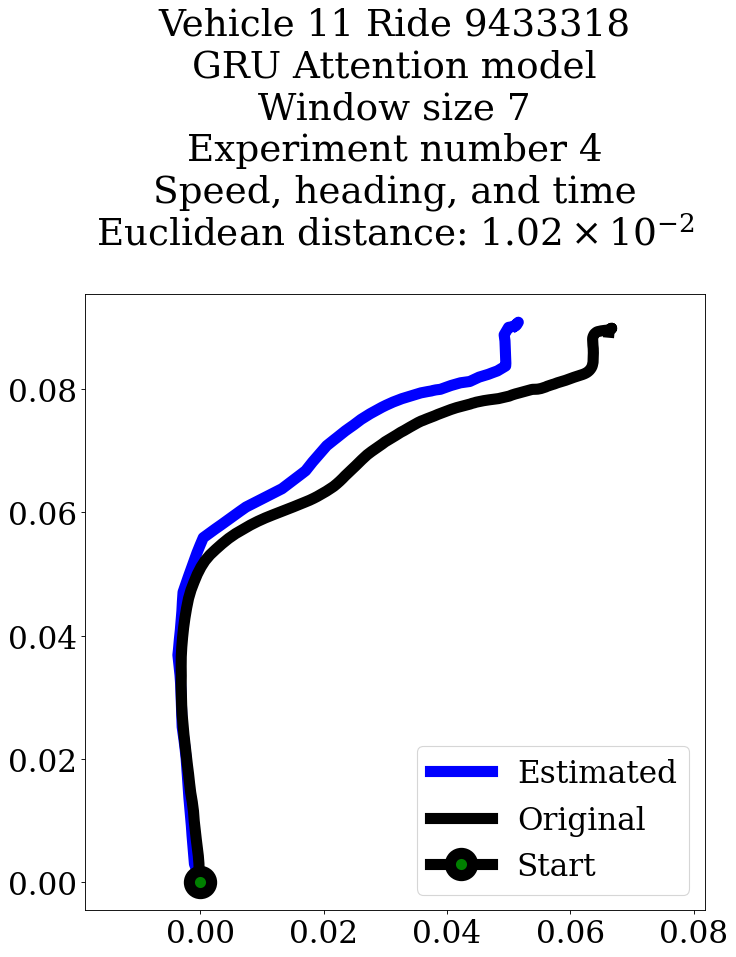 Vehicle 11 Ride 9433318
GRU Attention model
Window size 7
Experiment number 4
Speed, heading, and time
Euclidean distance: 1.02 × 10⁻²
0.08
0.06
0.04
0.02
0.00
Estimated
Original
Start
0.00 0.02 0.04 0.06 0.08